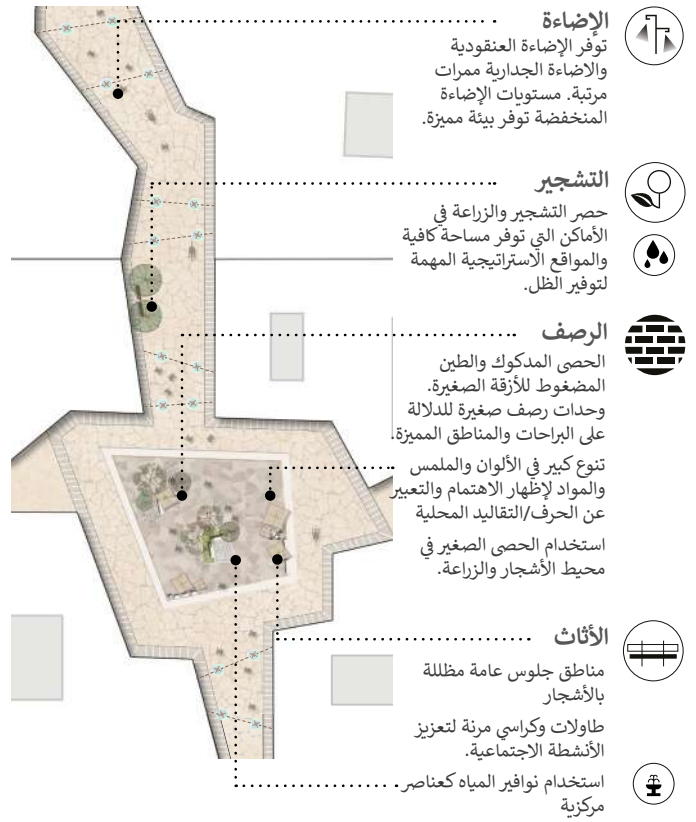 الإضاءة
توفر الإضاءة العنقودية
والاضاءة الجدارية ممرات
مرتبة. مستويات الإضاءة
المنخفضة توفر بيئة مميزة.
التشجير
حصر التشجير والزراعة في
الأماكن التي توفر مساحة كافية
والمواقع الاستراتيجية المهمة
لتوفير الظل.
الرصف
الحصى المدكوك والطين
المضغوط للأزقة الصغيرة.
وحدات رصف صغيرة للدلالة
على البراحات والمناطق المميزة.
تنوع كبير في الألوان والملمس
والمواد لإظهار الاهتمام والتعبير
عن الحرف/التقاليد المحلية
استخدام الحصى الصغير في
محيط الأشجار والزراعة.
الأثاث
مناطق جلوس عامة مظللة
بالأشجار
طاولات وكراسي مرنة لتعزيز
الأنشطة الاجتماعية.
استخدام نوافير المياه كعناصر
مركزية